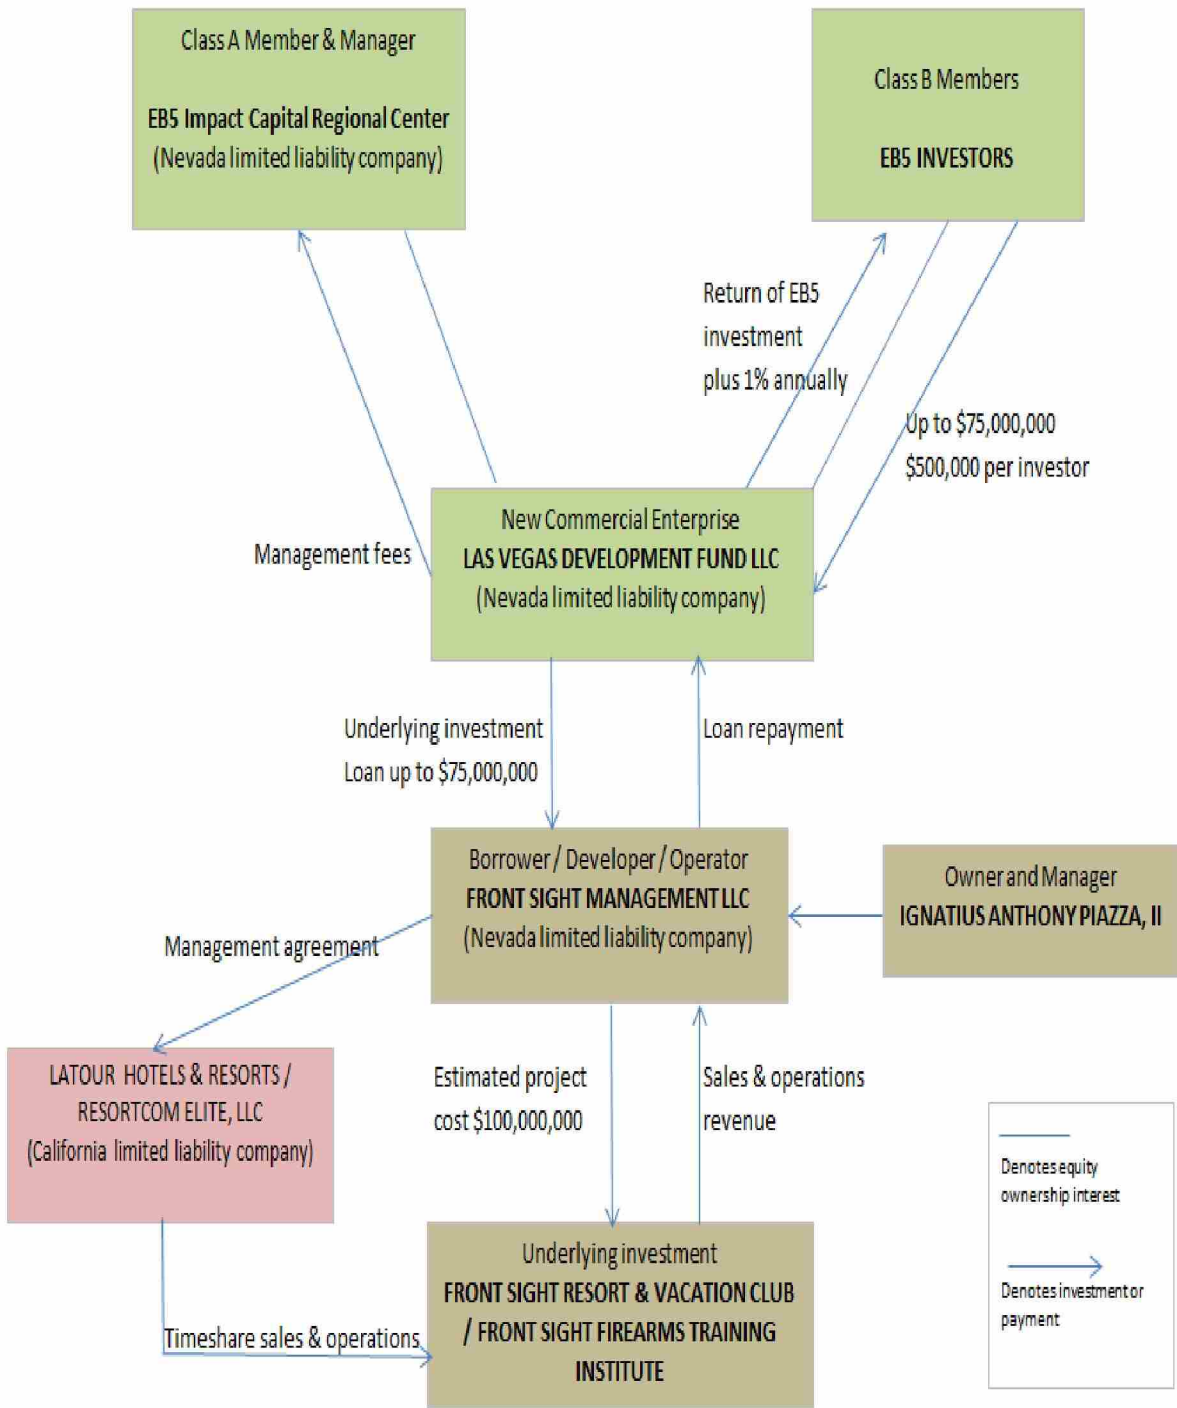 Class A Member & Manager
EB5 Impact Capital Regional Center
(Nevada limited liability company)
Class B Members
EB5 INVESTORS
Return of EB5
investment
plus 1% annually
Up to $75,000,000
$500,000 per investor
Management fees
New Commercial Enterprise
LAS VEGAS DEVELOPMENT FUND LLC
(Nevada limited liability company)
Underlying investment
Loan up to $75,000,000
Loan repayment
Borrower / Developer / Operator
FRONT SIGHT MANAGEMENT LLC
(Nevada limited liability company)
Owner and Manager
IGNATIUS ANTHONY PIAZZA, II
Management agreement
LATOUR HOTELS & RESORTS /
RESORTCOM ELITE, LLC
(California limited liability company)
Estimated project
cost $100,000,000
Sales & operations
revenue
Denotes equity
ownership interest
Denotes investment or
payment
Underlying investment
FRONT SIGHT RESORT & VACATION CLUB
/ FRONT SIGHT FIREARMS TRAINING
INSTITUTE
Timeshare sales & operations